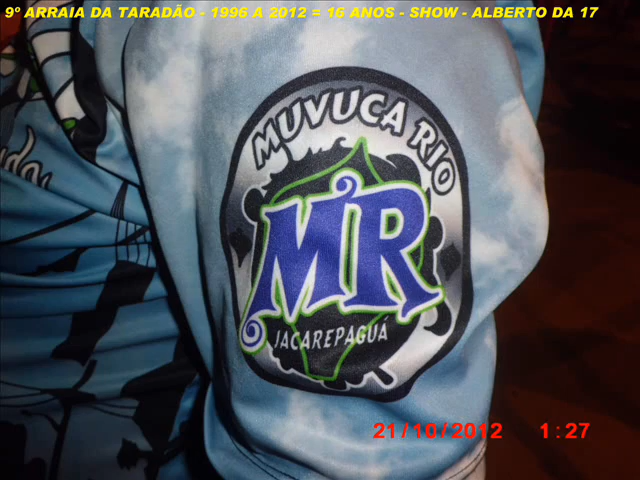 9º ARRAIA DA TARADÃO - 1996 A 2012 = 16 ANOS - SHOW - ALBERTO DA 17
MUVUCA RIO
MR
JACAREPAGUA
21/10/2012 1:27